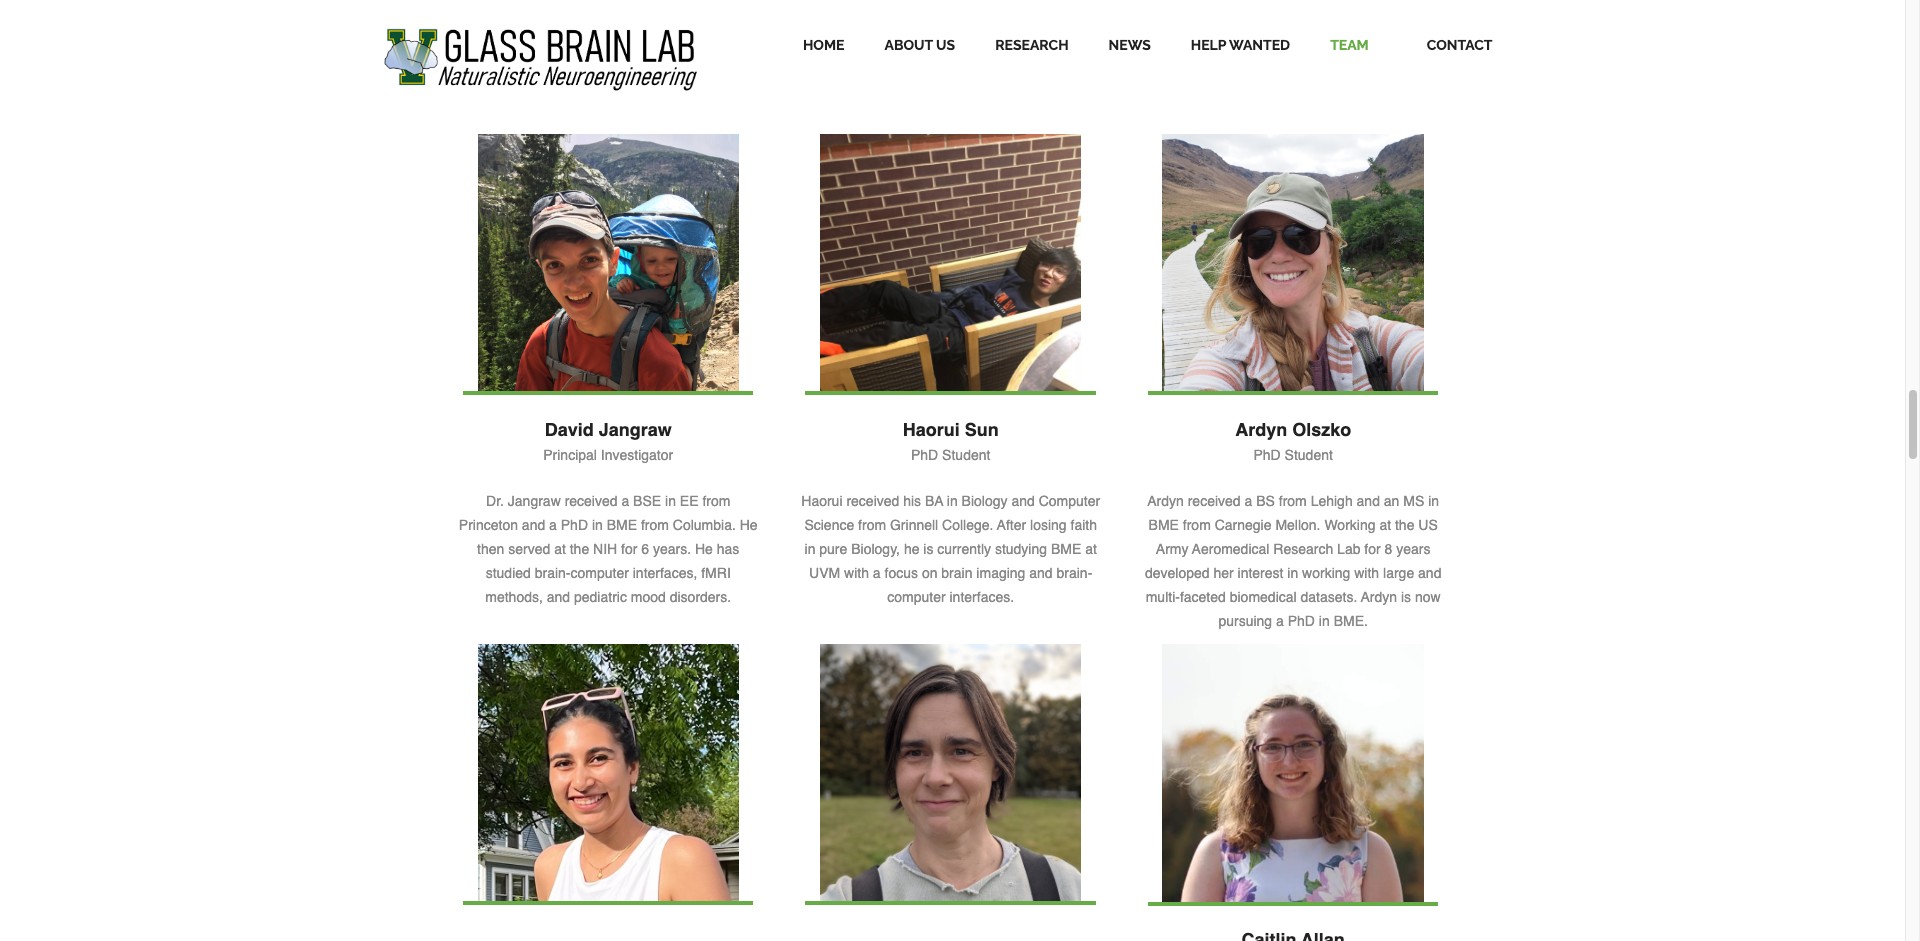 GLASS BRAIN LAB
Naturalistic Neuroengineering
HOME ABOUT US RESEARCH NEWS HELP WANTED TEAM CONTACT
David Jangraw
Principal Investigator
Dr. Jangraw received a BSE in EE from
Princeton and a PhD in BME from Columbia. He
then served at the NIH for 6 years. He has
studied brain-computer interfaces, fMRI
methods, and pediatric mood disorders.
Haorui Sun
PhD Student
Haorui received his BA in Biology and Computer
Science from Grinnell College. After losing faith
in pure Biology, he is currently studying BME at
UVM with a focus on brain imaging and brain-
computer interfaces.
Ardyn Olszko
PhD Student
Ardyn received a BS from Lehigh and an MS in
BME from Carnegie Mellon. Working at the US
Army Aeromedical Research Lab for 8 years
developed her interest in working with large and
multi-faceted biomedical datasets. Ardyn is now
pursuing a PhD in BME.
Caitlin Allan